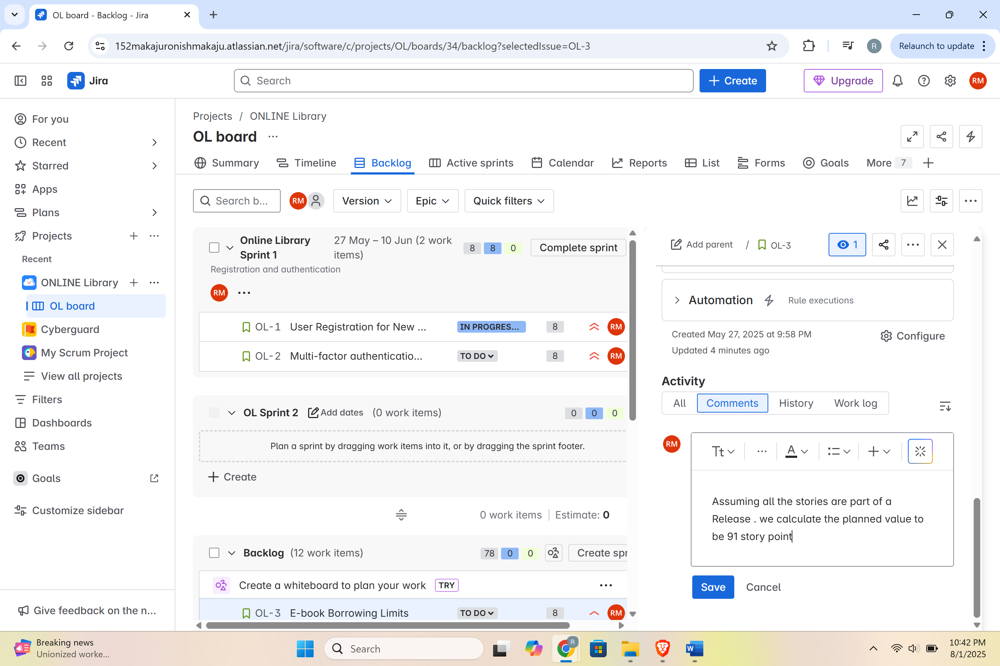 OL board - Backlog - Jira
152makajuronishmakaju.atlassian.net/jira/software/c/projects/OL/boards/34/backlog?selectedIssue=OL-3
R
Relaunch to update
Jira
Search
Create
Upgrade
RM
For you
Recent
Starred
Apps
Plans
Projects
Recent
ONLINE Library
OL board
Cyberguard
My Scrum Project
View all projects
Filters
Dashboards
Teams
Goals
Customize sidebar
Give feedback on the n...
Projects / ONLINE Library
OL board
Summary Timeline Backlog Active sprints Calendar Reports List Forms Goals More 7
Search b... RM Version Epic Quick filters
Online Library Sprint 1 27 May – 10 Jun (2 work items) 8 8 0 Complete sprint
Registration and authentication
RM
OL-1 User Registration for New ... IN PROGRES... 8 RM
OL-2 Multi-factor authenticatio... TO DO 8 RM
OL Sprint 2 Add dates (0 work items) 0 0 0
Plan a sprint by dragging work items into it, or by dragging the sprint footer.
Create
0 work items Estimate: 0
Backlog (12 work items) 78 0 0 Create spr
Create a whiteboard to plan your work TRY
OL-3 E-book Borrowing Limits TO DO 8 RM
Add parent / OL-3 1
Automation Rule executions
Created May 27, 2025 at 9:58 PM
Configure
Updated 4 minutes ago
Activity
All Comments History Work log
RM
Tt A
Assuming all the stories are part of a
Release . we calculate the planned value to
be 91 story point
Save Cancel
Breaking news
Unionized worke...
Search
R
W
10:42 PM
8/1/2025